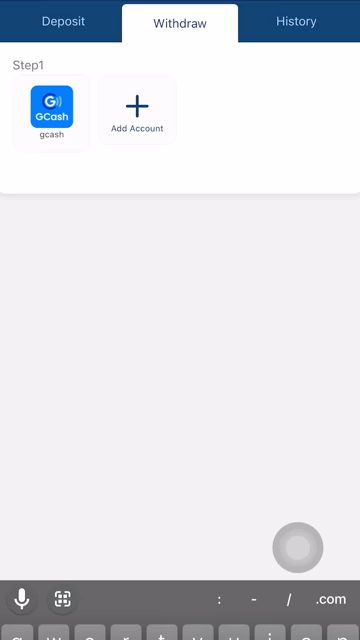 Deposit
Withdraw
History
Step1
GCash
gcash
Add Account
: - / .com